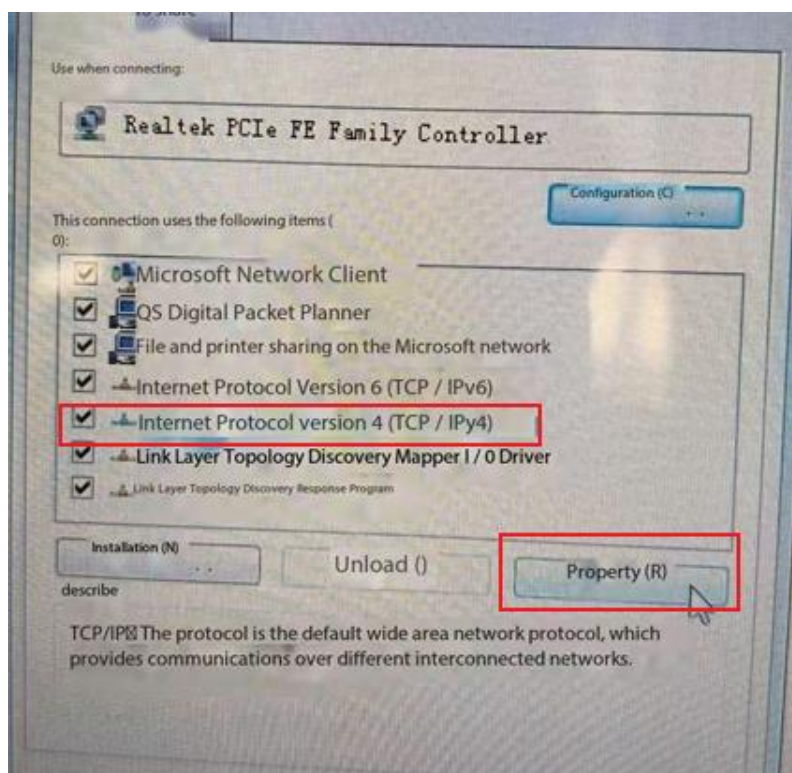 to share
Use when connecting:
Realtek PCIe FE Family Controller
Configuration (C)
This connection uses the following items (
0):
Microsoft Network Client
QS Digital Packet Planner
File and printer sharing on the Microsoft network
Internet Protocol Version 6 (TCP / IPv6)
Internet Protocol version 4 (TCP / IPy4)
Link Layer Topology Discovery Mapper I / 0 Driver
Link Layer Topology Discovery Response Program
Installation (N)
Unload ()
Property (R)
describe
TCP/IP The protocol is the default wide area network protocol, which
provides communications over different interconnected networks.